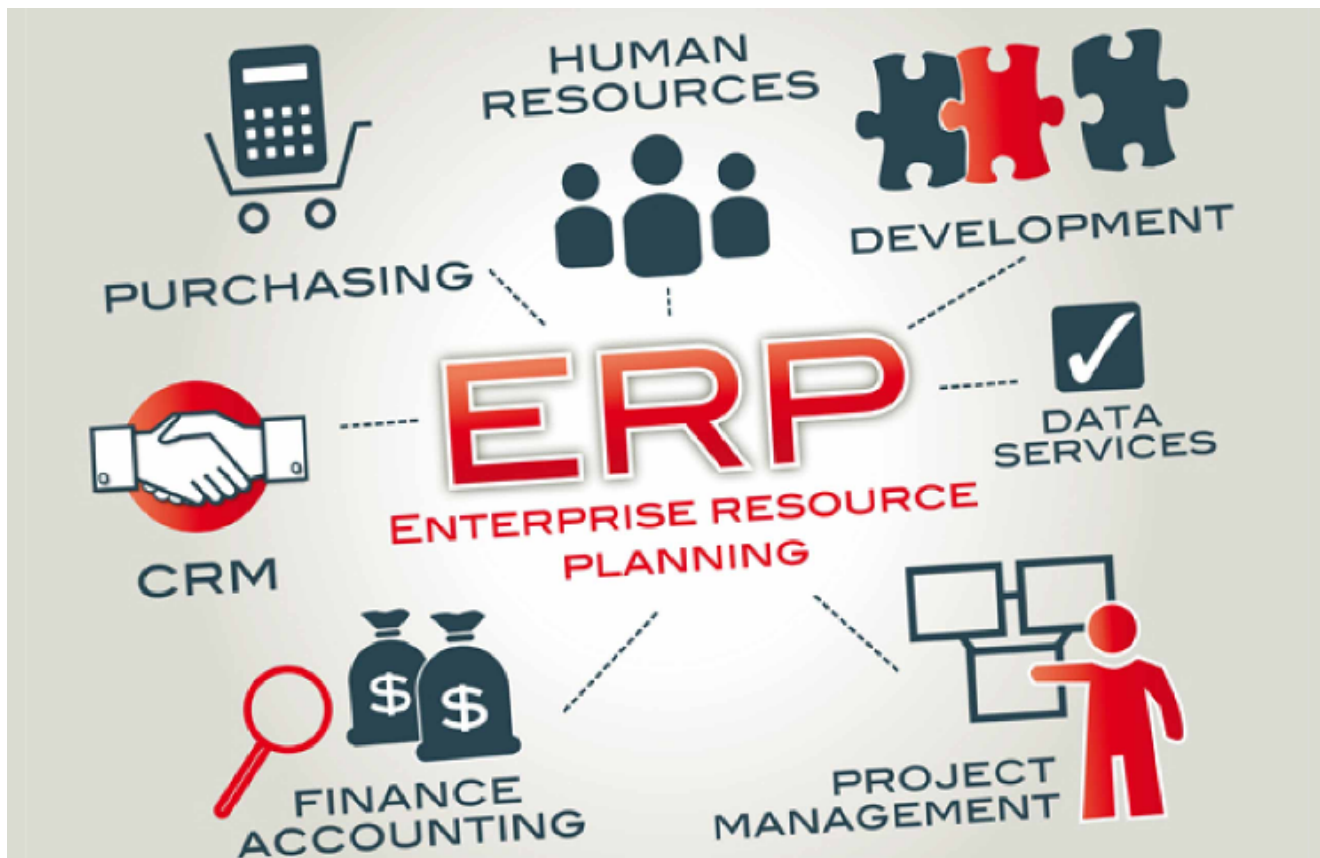 HUMAN
RESOURCES
PURCHASING
DEVELOPMENT
ERP
ENTERPRISE RESOURCE
PLANNING
DATA
SERVICES
CRM
$ $
FINANCE
ACCOUNTING
PROJECT
MANAGEMENT